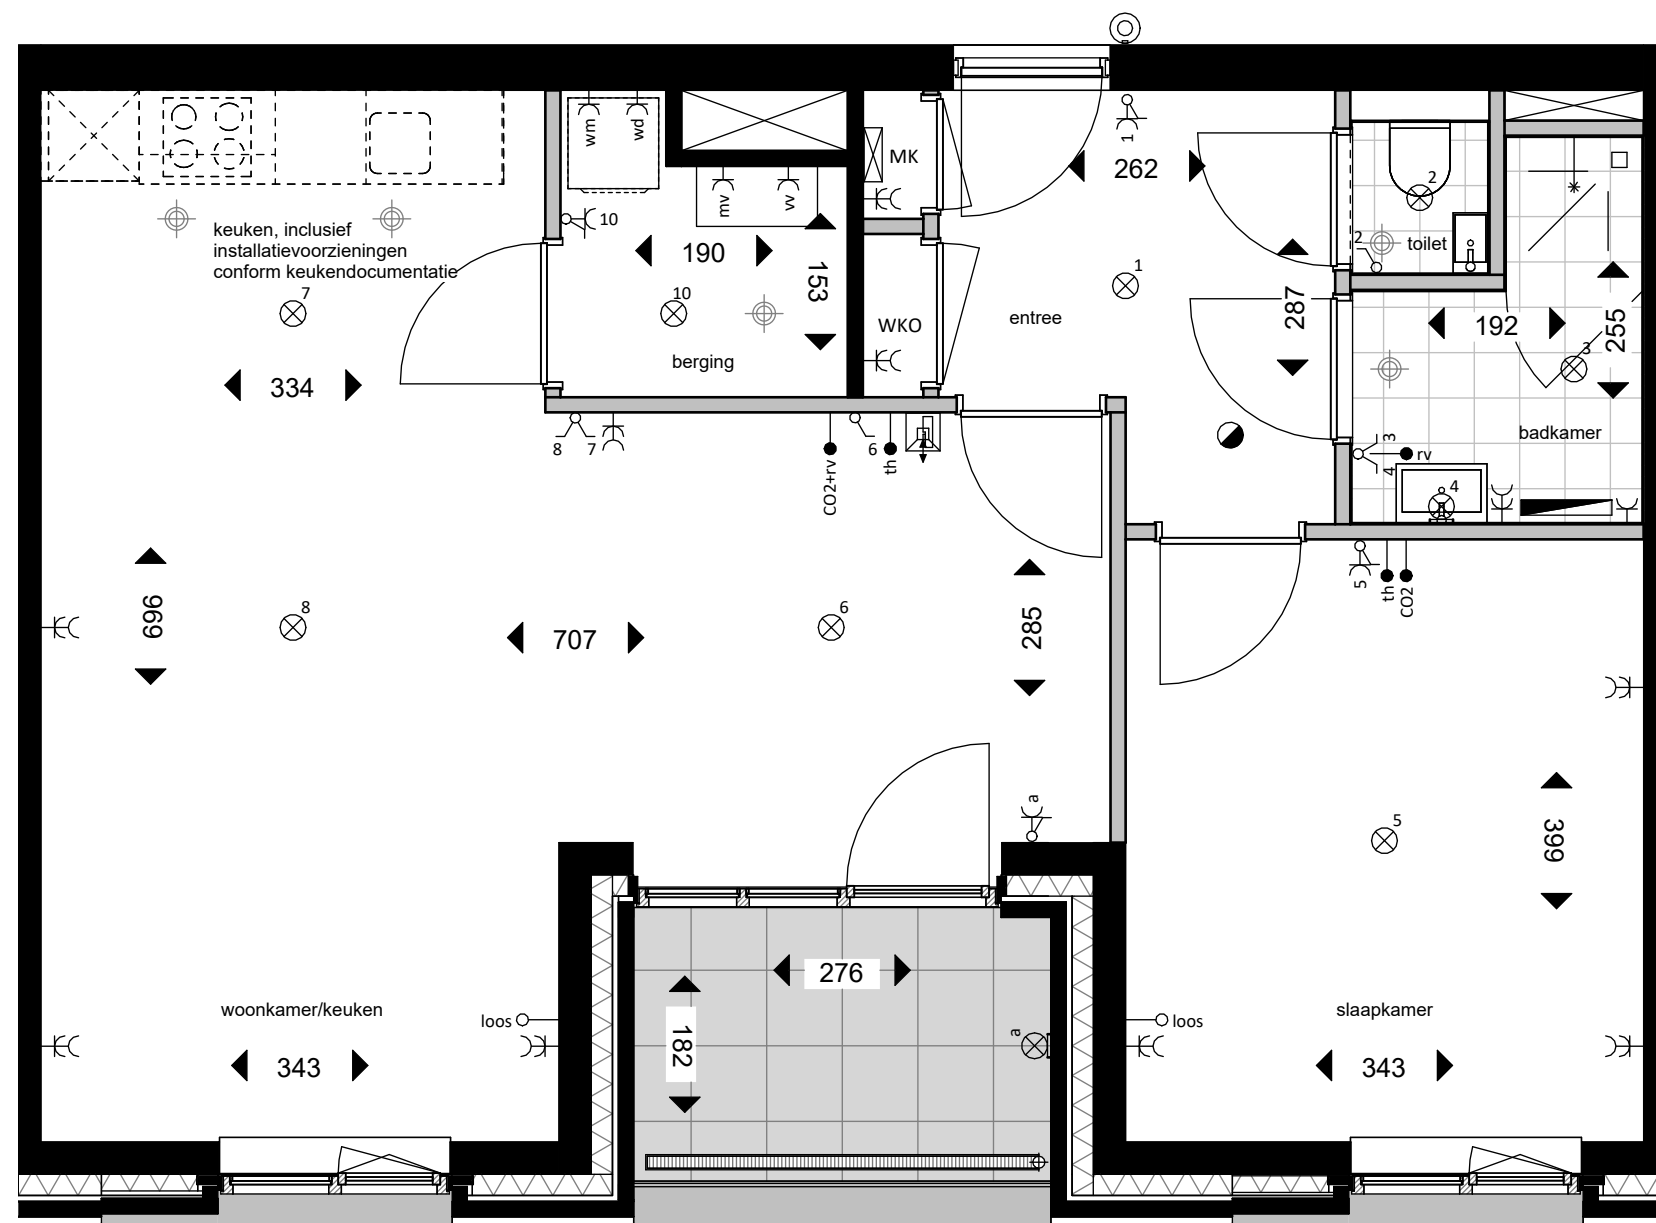 wm
wd
MK
1
262
2
mv
vv
10
keuken, inclusief
installatievoorzieningen
conform keukendocumentatie
190
153
2
toilet
7
10
1
287
192
255
WKO
entree
3
334
berging
8
7
CO2+rv
6
th
3
4
rv
badkamer
4
5
th
CO2
696
8
707
6
285
a
5
399
276
182
a
woonkamer/keuken
loos
343
slaapkamer
loos
343